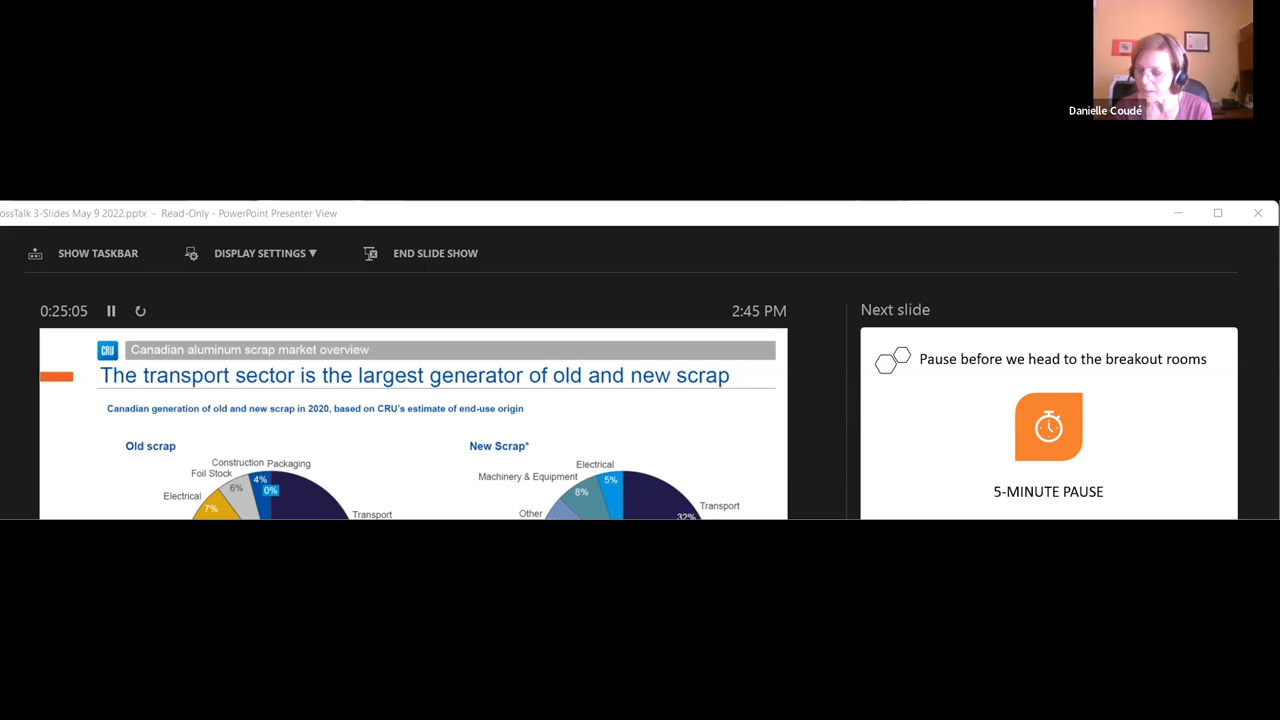 Danielle Coudé
ossTalk 3-Slides May 9 2022.pptx - Read-Only - PowerPoint Presenter View
SHOW TASKBAR
DISPLAY SETTINGS ▼
END SLIDE SHOW
0:25:05
2:45 PM
Next slide
CRU
Canadian aluminum scrap market overview
The transport sector is the largest generator of old and new scrap
Canadian generation of old and new scrap in 2020, based on CRU's estimate of end-use origin
Old scrap
Construction
Packaging
Foil Stock
4%
0%
6%
Electrical
7%
Transport
New Scrap*
Electrical
Machinery & Equipment
5%
8%
Transport
Other
32%
Pause before we head to the breakout rooms
5-MINUTE PAUSE